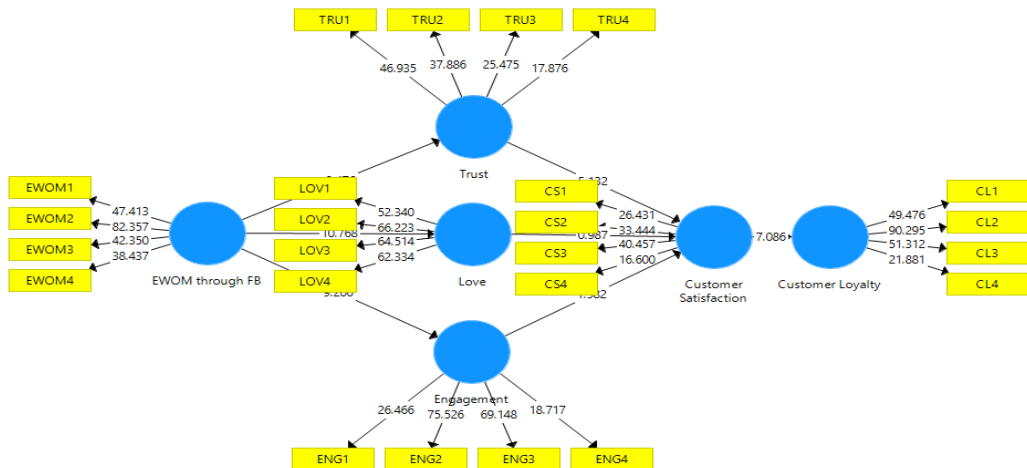 TRU1
TRU2
TRU3
TRU4
46.935
37.886
25.475
17.876
Trust
EWOM1
EWOM2
EWOM3
EWOM4
47.413
82.357
42.350
38.437
EWOM through FB
10.768
LOV1
LOV2
LOV3
LOV4
52.340
66.223
64.514
62.334
Love
0.987
CS1
CS2
CS3
CS4
26.431
33.444
40.457
16.600
Customer
Satisfaction
7.086
Customer Loyalty
49.476
90.295
51.312
21.881
CL1
CL2
CL3
CL4
Engagement
26.466
75.526
69.148
18.717
ENG1
ENG2
ENG3
ENG4